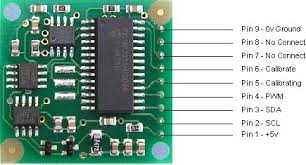 Pin 9 - 0v Ground
Pin 8 - No Connect
Pin 7 - No Connect
Pin 6 - Calibrate
Pin 5 - Calibrating
Pin 4 - PWM
Pin 3 - SDA
Pin 2 - SCL
Pin 1 - +5v